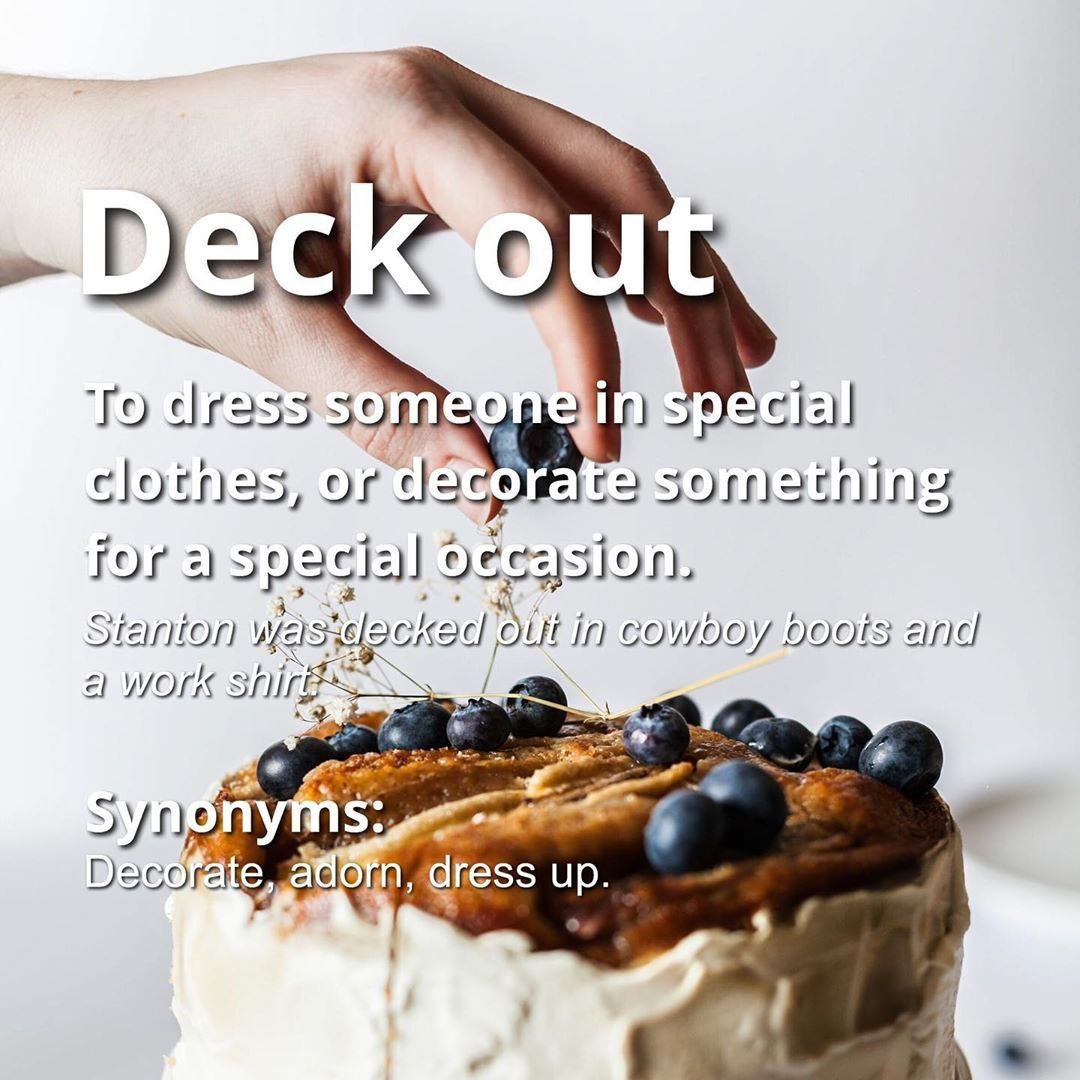 Deck out
To dress someone in special
clothes, or decorate something
for a special occasion.
Stanton was decked out in cowboy boots and
a work shirt.
Synonyms:
Decorate, adorn, dress up.